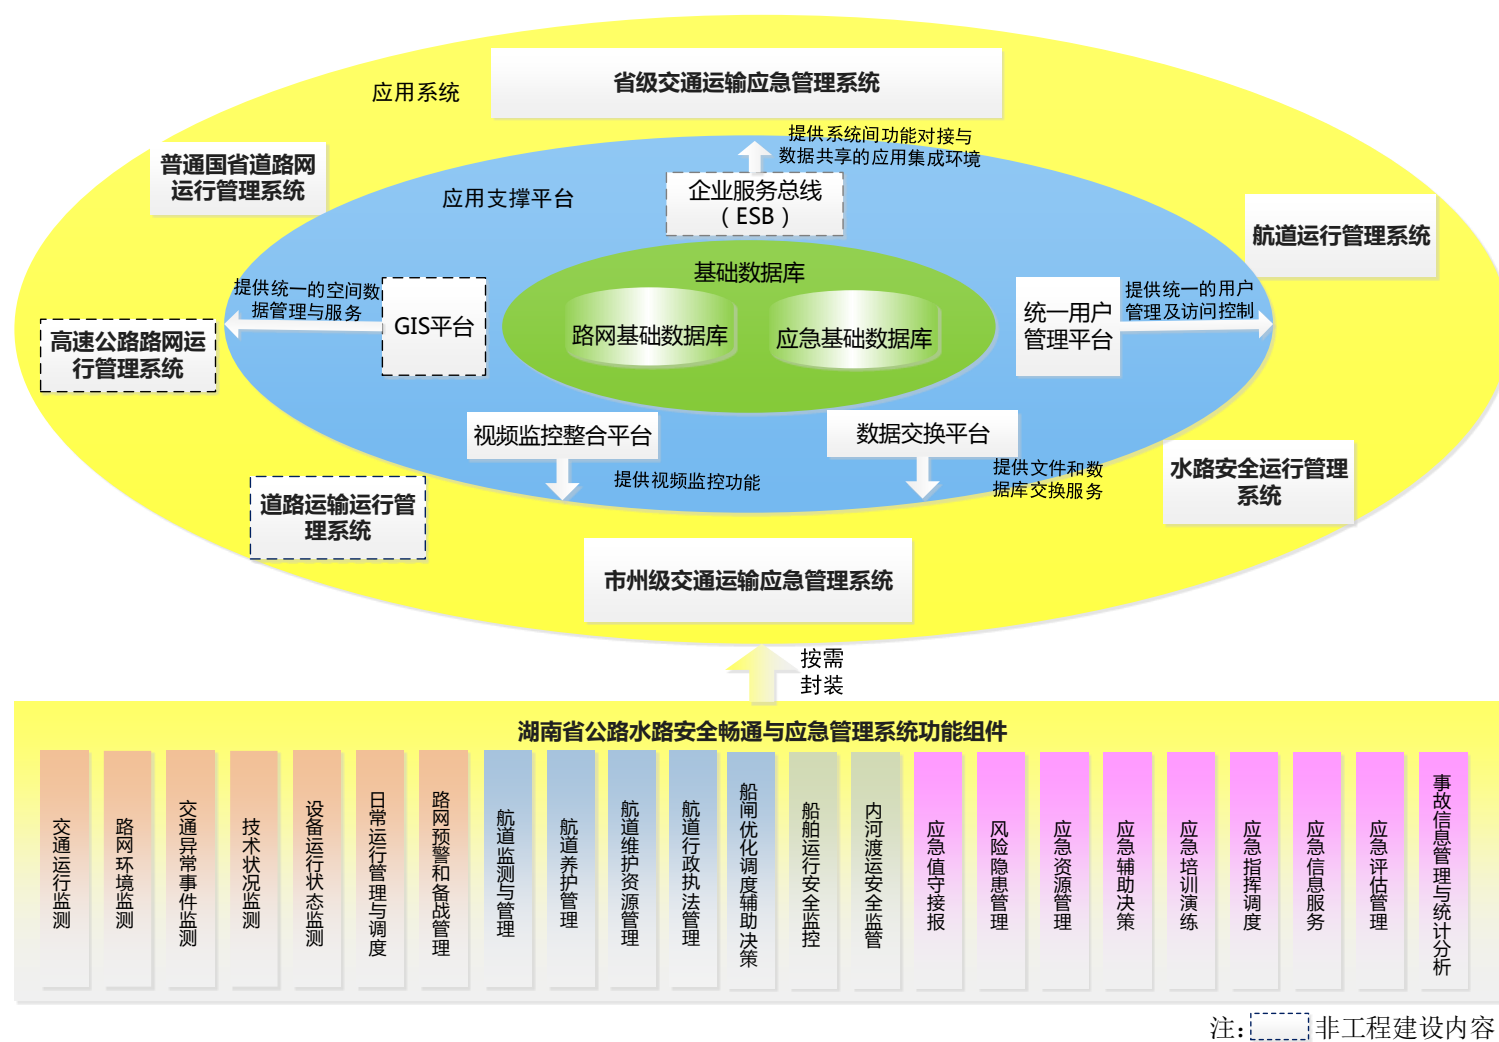 省级交通运输应急管理系统
应用系统
提供系统间功能对接与
数据共享的应用集成环境
普通国省道路网
运行管理系统
应用支撑平台
企业服务总线
（ESB）
航道运行管理系统
基础数据库
提供统一的空间数
据管理与服务
GIS平台
路网基础数据库
应急基础数据库
统一用户
管理平台
提供统一的用户
管理及访问控制
高速公路路网运
行管理系统
视频监控整合平台
数据交换平台
提供视频监控功能
提供文件和数
据库交换服务
水路安全运行管理
系统
道路运输运行管
理系统
市州级交通运输应急管理系统
按需
封装
湖南省公路水路安全畅通与应急管理系统功能组件
交通运行监测
路网环境监测
交通异常事件监测
技术状况监测
设备运行状态监测
日常运行管理与调度
路网预警和备战管理
航道监测与管理
航道养护管理
航道维护资源管理
航道行政执法管理
船闸优化调度辅助决策
船舶运行安全监控
内河渡运安全监管
应急值守接报
风险隐患管理
应急资源管理
应急辅助决策
应急培训演练
应急指挥调度
应急信息服务
应急评估管理
事故信息管理与统计分析
注：非工程建设内容